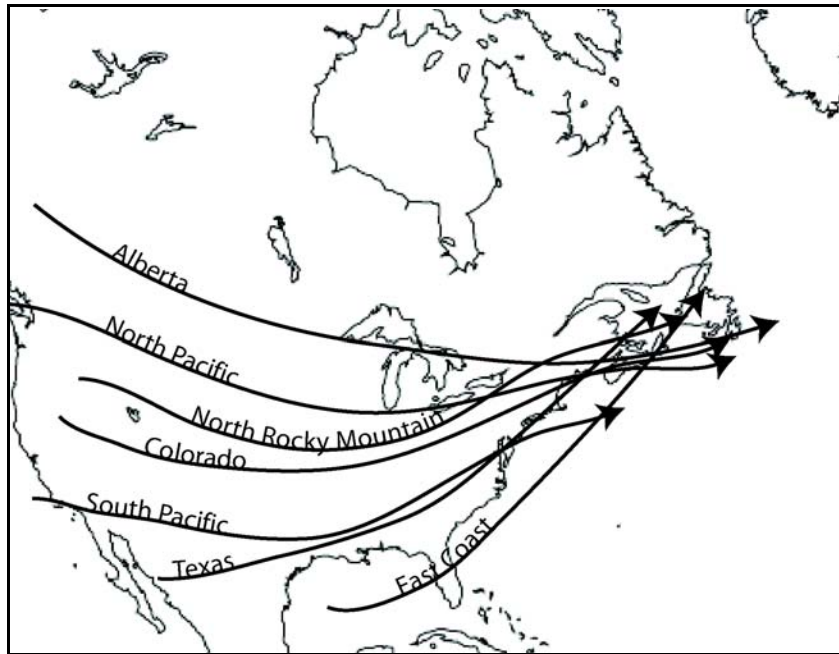 Alberta
North Pacific
North Rocky Mountain
Colorado
South Pacific
Texas
East Coast